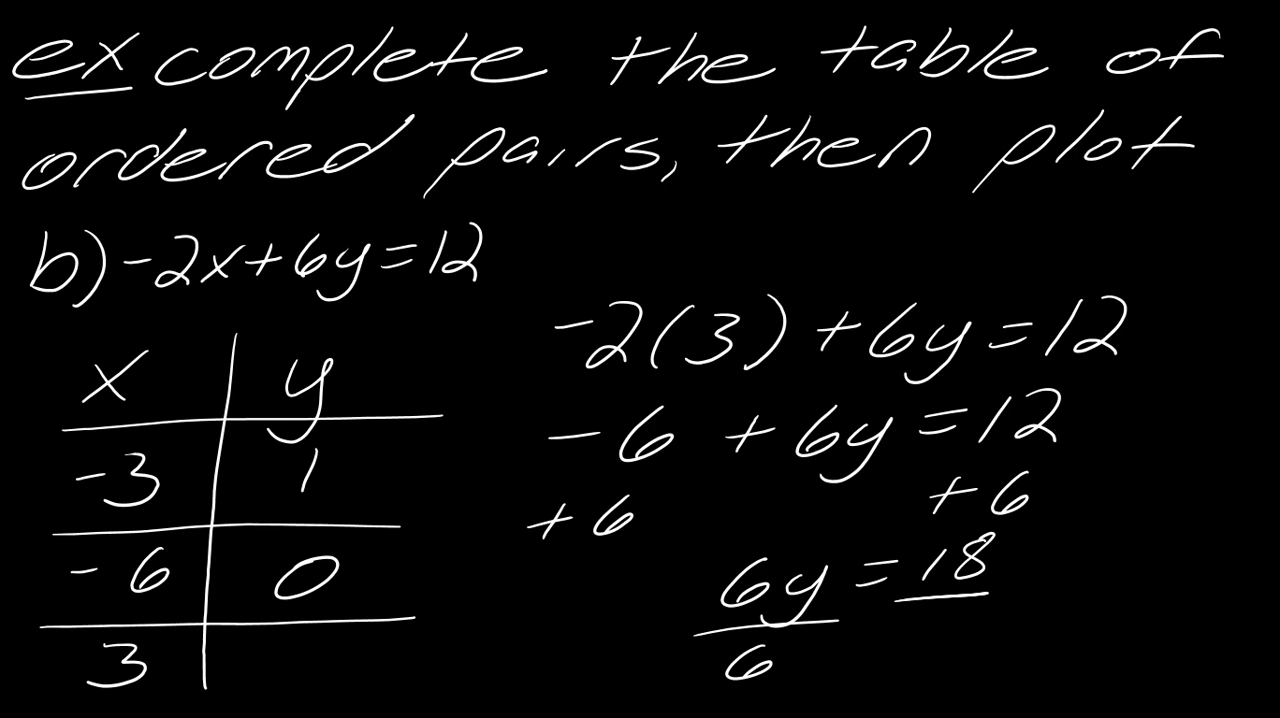 ex complete the table of
ordered pairs, then plot
b) -2x+6y=12
x y
-3 1
-6 0
3
-2(3) +6y=12
-6 +6y=12
+6 +6
6y=18
6